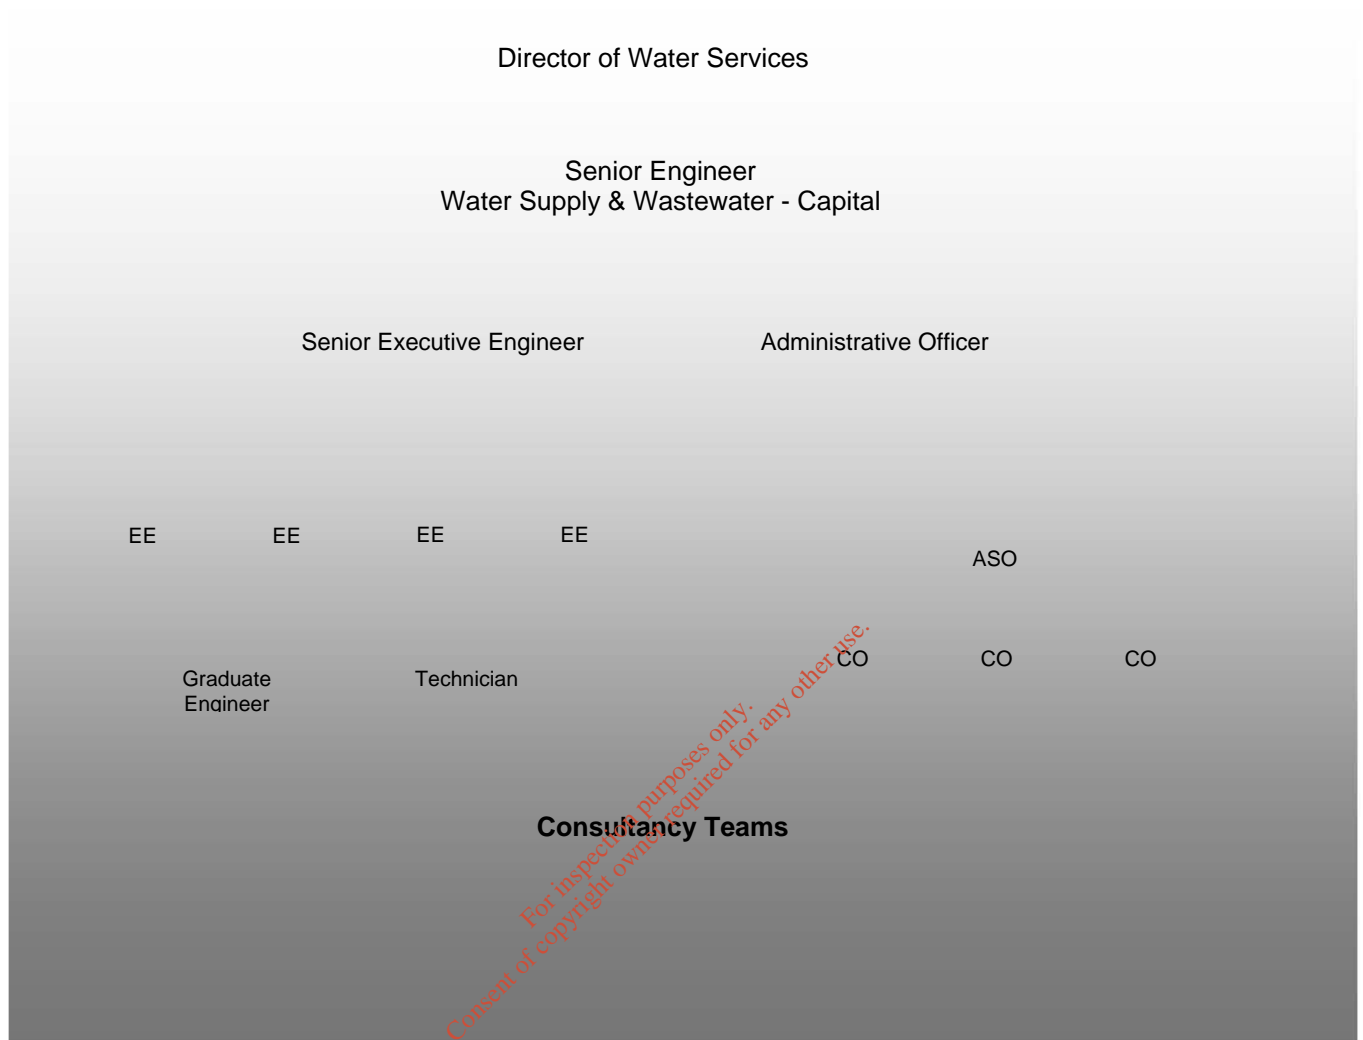 Director of Water Services
Senior Engineer
Water Supply & Wastewater - Capital
Senior Executive Engineer
Administrative Officer
EE
EE
EE
EE
ASO
CO
CO
CO
Graduate
Engineer
Technician
Consultancy Teams
For inspection purposes only.
Consent of copyright owner required for any other use.